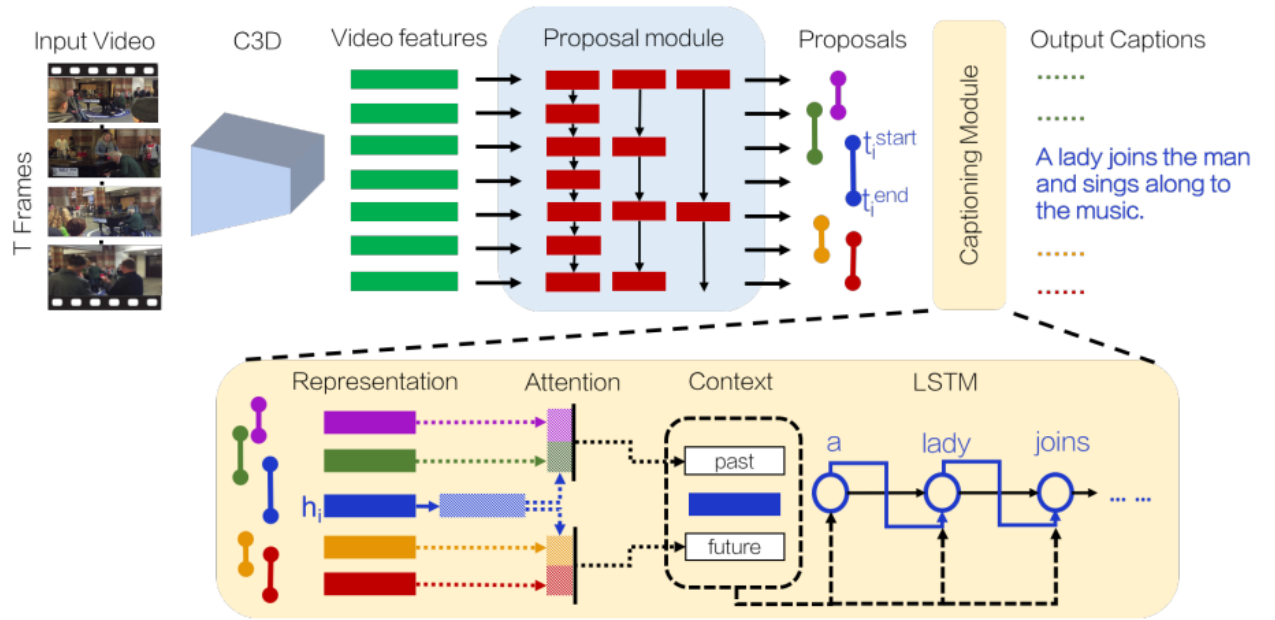 Input Video
C3D
Video features
Proposal module
Proposals
Output Captions
T Frames
t_i^start
t_i^end
Captioning Module
......
......
A lady joins the man
and sings along to
the music.
......
......
Representation
Attention
Context
LSTM
h_i
past
future
a
lady
joins
... ...